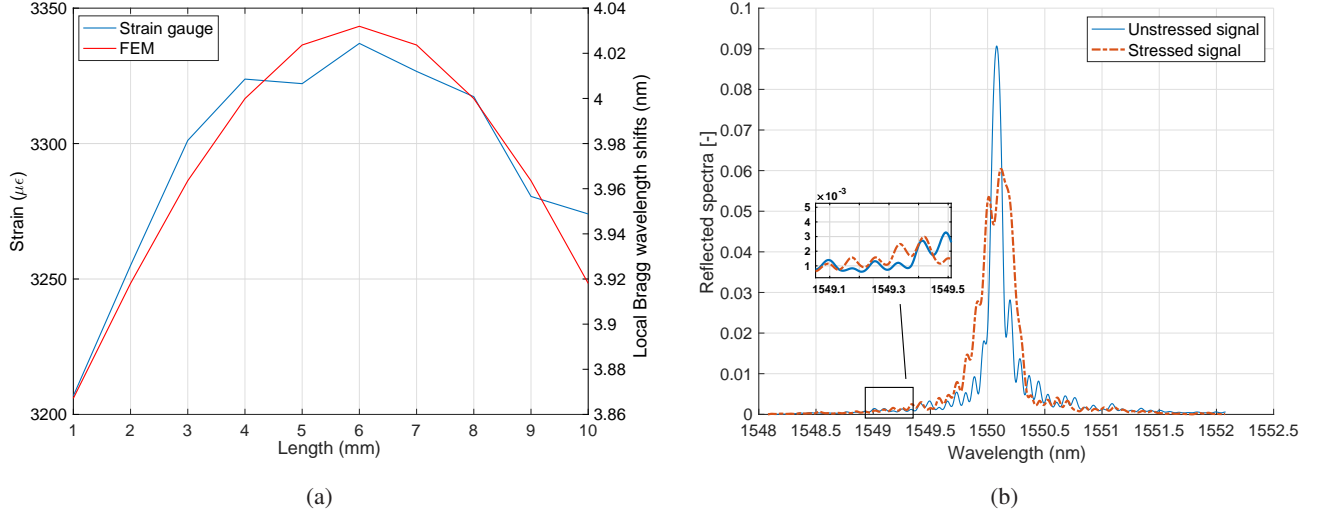 3350
3300
3250
3200
Strain (με)
Strain gauge
FEM
4.04
4.02
4
3.98
3.96
3.94
3.92
3.9
3.88
3.86
Local Bragg wavelength shifts (nm)
1 2 3 4 5 6 7 8 9 10
Length (mm)
(a)
0.1
0.09
0.08
0.07
0.06
0.05
0.04
0.03
0.02
0.01
0
Reflected spectra [-]
Unstressed signal
Stressed signal
×10⁻³
5
4
3
2
1
1549.1 1549.3 1549.5
1548 1548.5 1549 1549.5 1550 1550.5 1551 1551.5 1552 1552.5
Wavelength (nm)
(b)